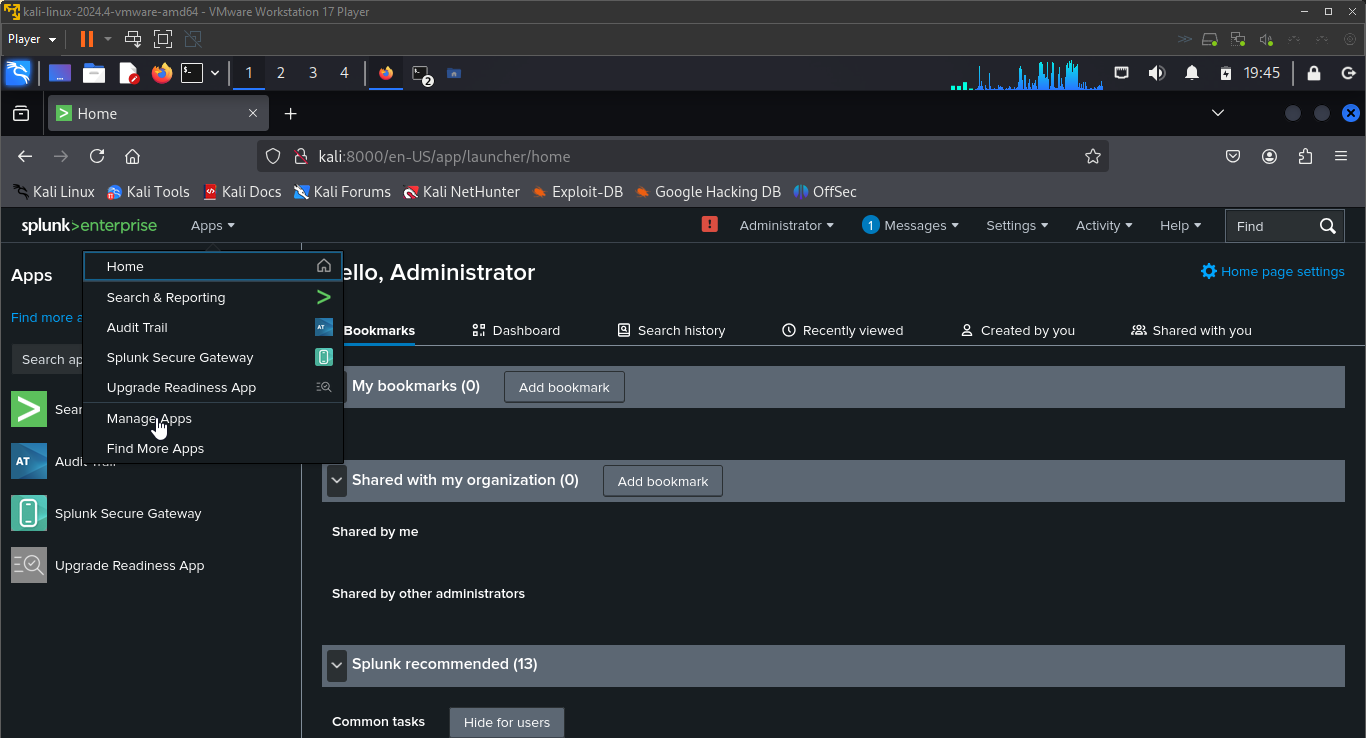 kali-linux-2024.4-vmware-amd64 - VMware Workstation 17 Player
Player
1 2 3 4 2 19:45
Home
kali:8000/en-US/app/launcher/home
Kali Linux Kali Tools Kali Docs Kali Forums Kali NetHunter Exploit-DB Google Hacking DB OffSec
splunk>enterprise Apps ! Administrator 1 Messages Settings Activity Help Find
Apps
Find more a
Search ap
Sear
AT Audit Trail
Splunk Secure Gateway
Upgrade Readiness App
Home
Search & Reporting
Audit Trail AT
Splunk Secure Gateway
Upgrade Readiness App
Manage Apps
Find More Apps
ello, Administrator
Home page settings
Bookmarks Dashboard Search history Recently viewed Created by you Shared with you
My bookmarks (0) Add bookmark
Shared with my organization (0) Add bookmark
Shared by me
Shared by other administrators
Splunk recommended (13)
Common tasks Hide for users